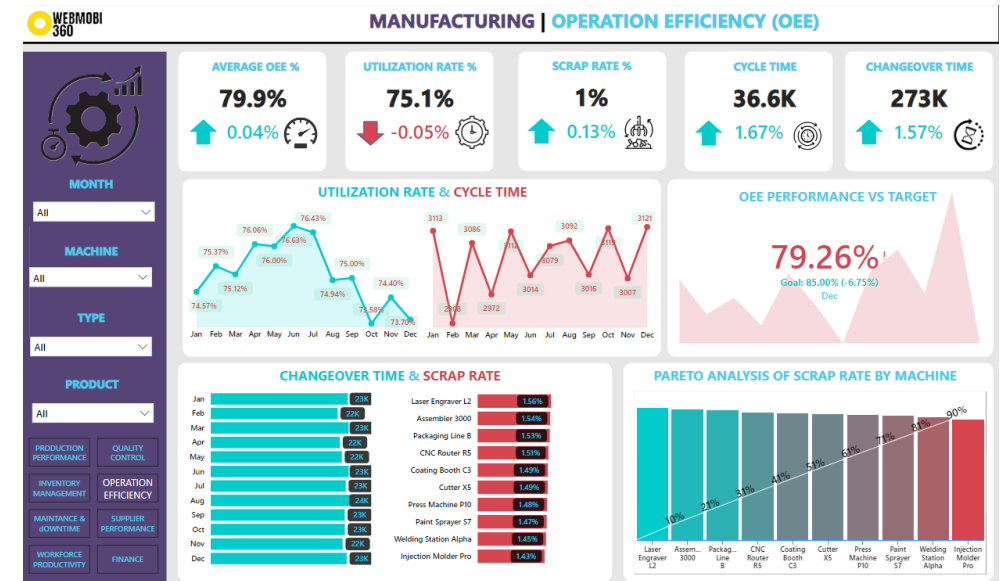 WEBMOBI
360
MANUFACTURING | OPERATION EFFICIENCY (OEE)
MONTH
All
MACHINE
All
TYPE
All
PRODUCT
All
PRODUCTION PERFORMANCE
QUALITY CONTROL
INVENTORY MANAGEMENT
OPERATION EFFICIENCY
MAINTANCE & dOWNTIME
SUPPLIER PERFORMANCE
WORKFORCE PRODUCTIVITY
FINANCE
AVERAGE OEE %
79.9%
0.04%
UTILIZATION RATE %
75.1%
-0.05%
SCRAP RATE %
1%
0.13%
CYCLE TIME
36.6K
1.67%
CHANGEOVER TIME
273K
1.57%
UTILIZATION RATE & CYCLE TIME
74.57%
75.37%
75.12%
76.06%
76.00%
76.63%
76.43%
74.94%
75.00%
73.58%
74.40%
73.70%
Jan Feb Mar Apr May Jun Jul Aug Sep Oct Nov Dec
3113
2908
3086
2972
3112
3014
3079
3092
3016
3115
3007
3121
Jan Feb Mar Apr May Jun Jul Aug Sep Oct Nov Dec
OEE PERFORMANCE VS TARGET
79.26%!
Goal: 85.00% (-6.75%)
Dec
CHANGEOVER TIME & SCRAP RATE
Jan 23K
Feb 22K
Mar 23K
Apr 22K
May 22K
Jun 23K
Jul 23K
Aug 24K
Sep 23K
Oct 23K
Nov 22K
Dec 23K
Laser Engraver L2 1.56%
Assembler 3000 1.54%
Packaging Line B 1.53%
CNC Router R5 1.51%
Coating Booth C3 1.49%
Cutter X5 1.49%
Press Machine P10 1.48%
Paint Sprayer S7 1.47%
Welding Station Alpha 1.45%
Injection Molder Pro 1.43%
PARETO ANALYSIS OF SCRAP RATE BY MACHINE
10%
21%
31%
41%
51%
61%
71%
81%
90%
Laser Engraver L2
Assem... 3000
Packag... Line B
CNC Router R5
Coating Booth C3
Cutter X5
Press Machine P10
Paint Sprayer S7
Welding Station Alpha
Injection Molder Pro